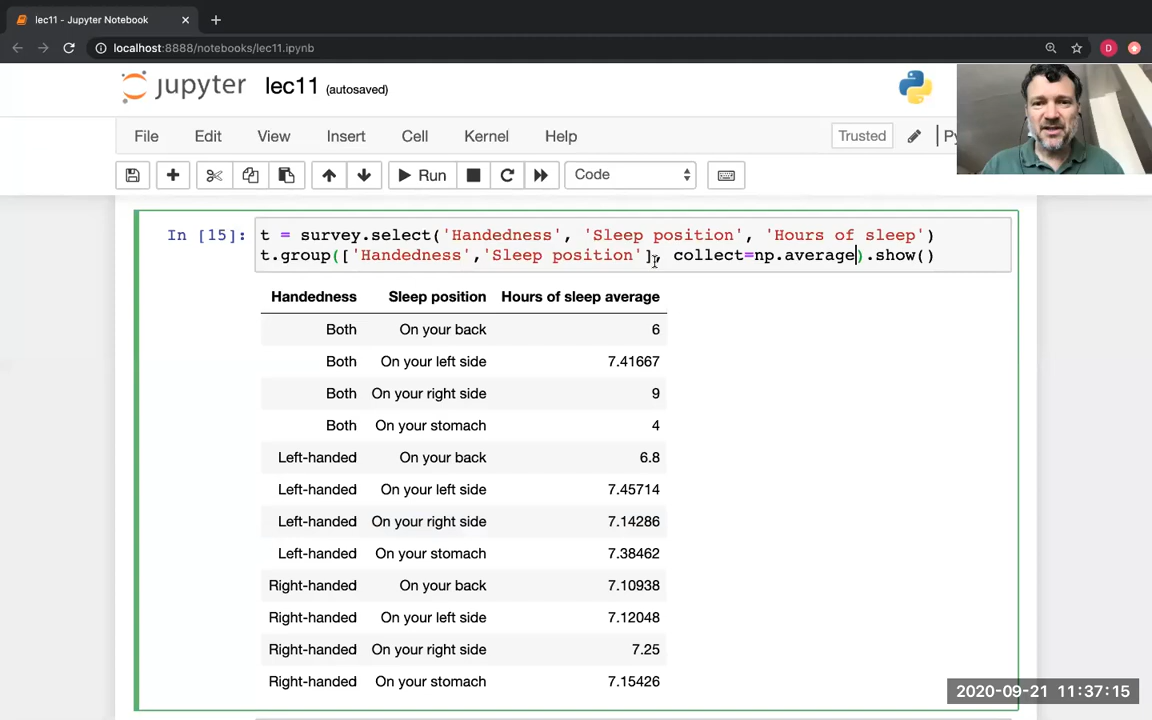 lec11 - Jupyter Notebook
localhost:8888/notebooks/lec11.ipynb
D
jupyter lec11 (autosaved)
File Edit View Insert Cell Kernel Help Trusted
Run Code
In [15]: t = survey.select('Handedness', 'Sleep position', 'Hours of sleep')
t.group(['Handedness','Sleep position'], collect=np.average).show()
Handedness Sleep position Hours of sleep average
Both On your back 6
Both On your left side 7.41667
Both On your right side 9
Both On your stomach 4
Left-handed On your back 6.8
Left-handed On your left side 7.45714
Left-handed On your right side 7.14286
Left-handed On your stomach 7.38462
Right-handed On your back 7.10938
Right-handed On your left side 7.12048
Right-handed On your right side 7.25
Right-handed On your stomach 7.15426
2020-09-21 11:37:15